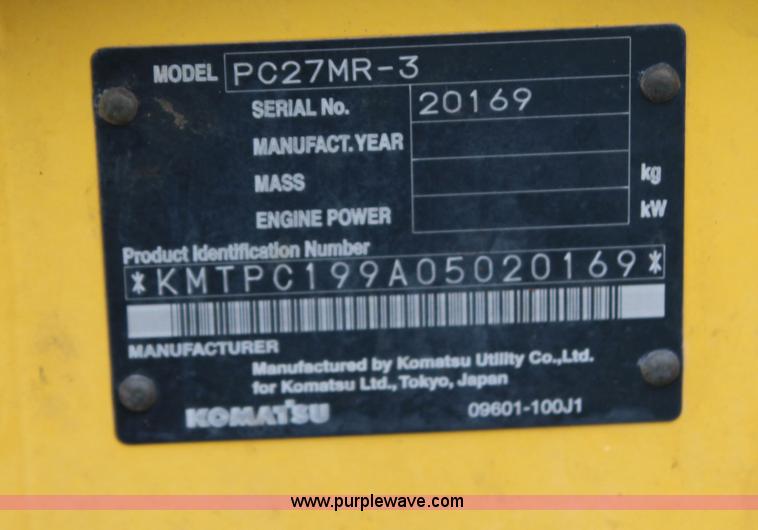 MODEL PC27MR-3
SERIAL No. 20169
MANUFACT. YEAR
MASS kg
ENGINE POWER kW
Product Identification Number
*KMTPC199A05020169*
MANUFACTURER
Manufactured by Komatsu Utility Co.,Ltd.
for Komatsu Ltd., Tokyo, Japan
KOMATSU 09601-100J1
www.purplewave.com